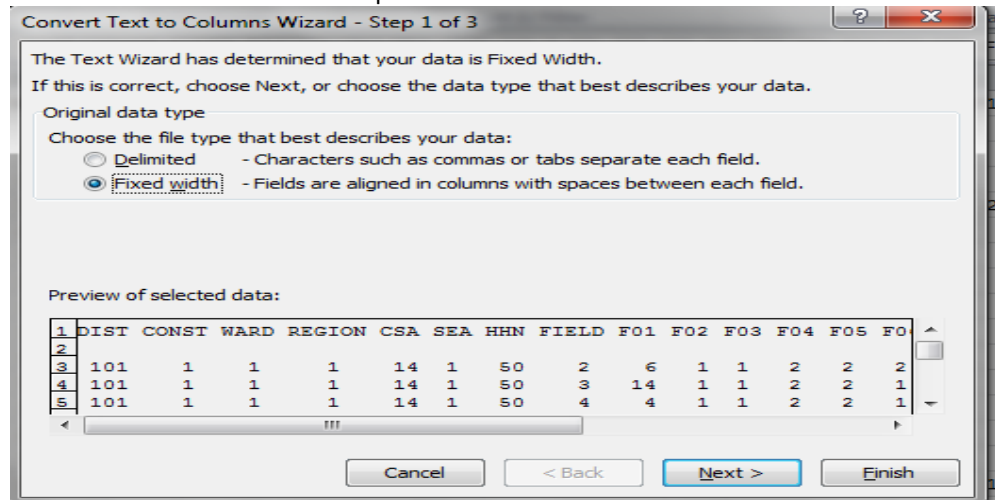 Convert Text to Columns Wizard - Step 1 of 3
The Text Wizard has determined that your data is Fixed Width.
If this is correct, choose Next, or choose the data type that best describes your data.
Original data type
Choose the file type that best describes your data:
Delimited - Characters such as commas or tabs separate each field.
Fixed width - Fields are aligned in columns with spaces between each field.
Preview of selected data:
1 DIST CONST WARD REGION CSA SEA HHN FIELD F01 F02 F03 F04 F05
2
3 101 1 1 1 14 1 50 2 6 1 1 2 2 2
4 101 1 1 1 14 1 50 3 14 1 1 2 2 1
5 101 1 1 1 14 1 50 4 4 1 1 2 2 1
Cancel < Back Next > Finish